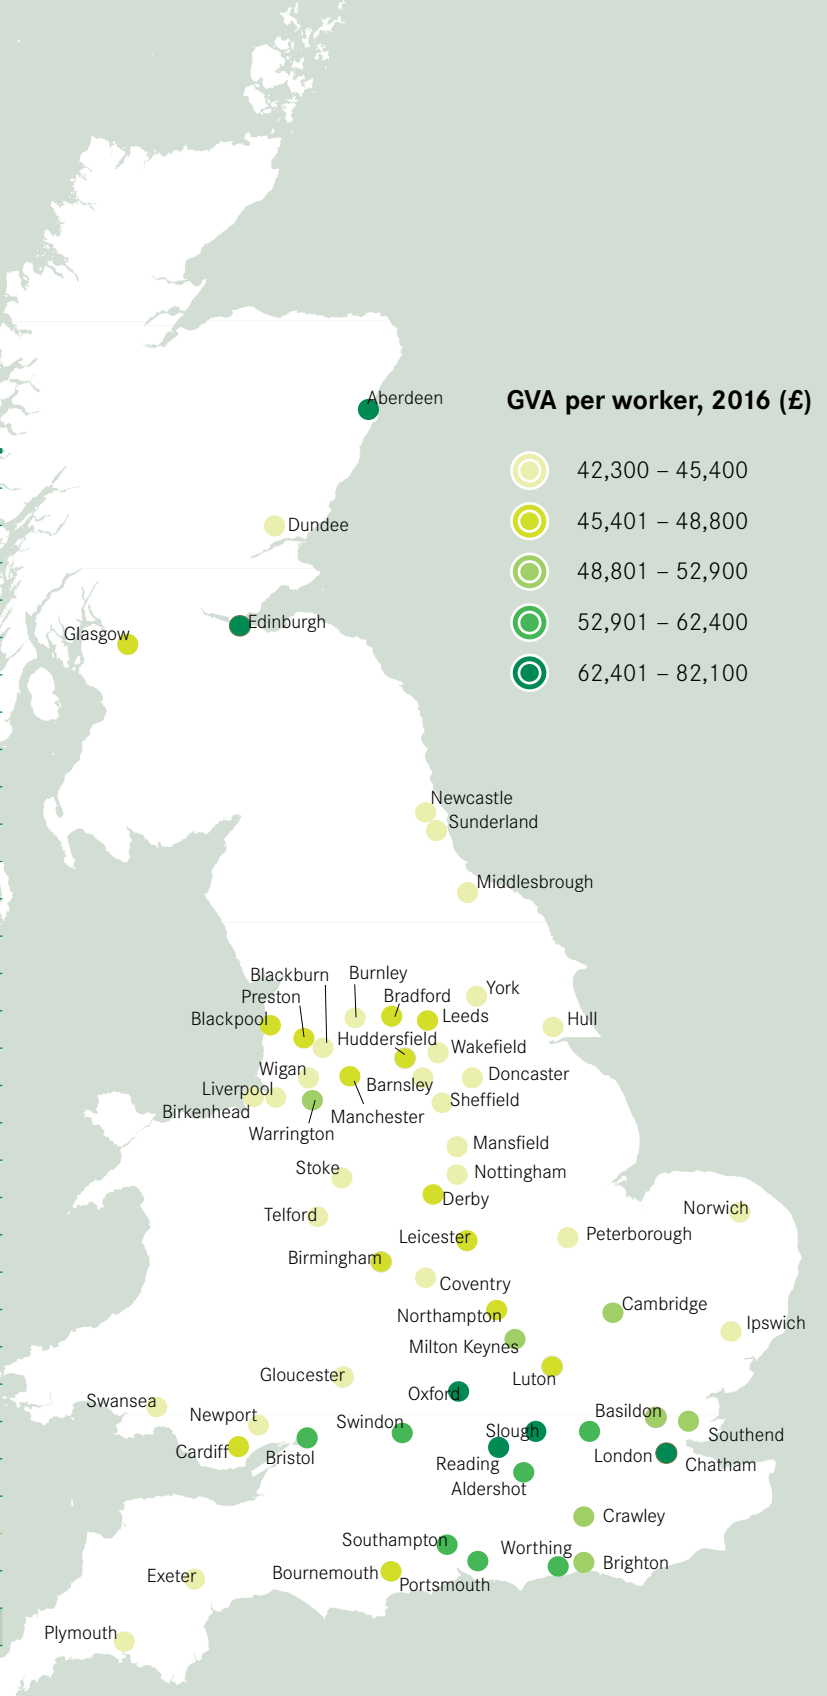 Aberdeen
GVA per worker, 2016 (£)
42,300 – 45,400
45,401 – 48,800
48,801 – 52,900
52,901 – 62,400
62,401 – 82,100
Dundee
Edinburgh
Glasgow
Newcastle
Sunderland
Middlesbrough
Blackburn
Burnley
Preston
Bradford
York
Blackpool
Leeds
Hull
Huddersfield
Wakefield
Wigan
Barnsley
Doncaster
Liverpool
Sheffield
Birkenhead
Manchester
Warrington
Mansfield
Stoke
Nottingham
Derby
Norwich
Telford
Leicester
Peterborough
Birmingham
Coventry
Cambridge
Northampton
Ipswich
Milton Keynes
Gloucester
Luton
Oxford
Swansea
Newport
Swindon
Basildon
Slough
Southend
Cardiff
Bristol
London
Reading
Chatham
Aldershot
Crawley
Southampton
Worthing
Brighton
Exeter
Bournemouth
Portsmouth
Plymouth